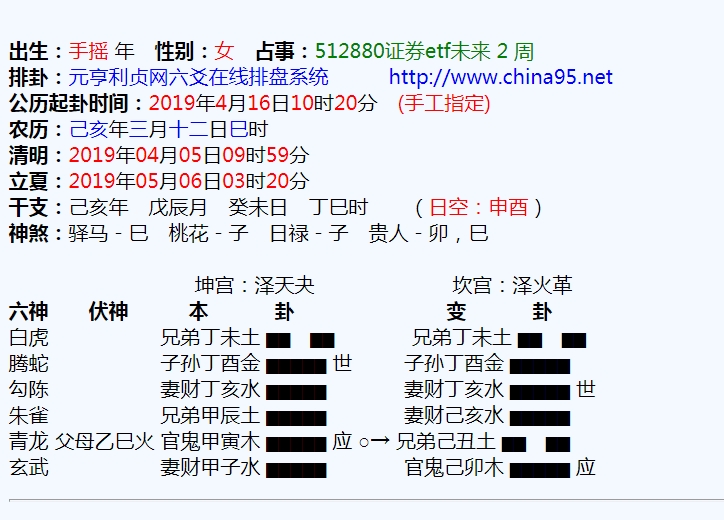 出生：手摇 年 性别：女 占事：512880证券etf未来 2 周
排卦：元亨利贞网六爻在线排盘系统 http://www.china95.net
公历起卦时间：2019年4月16日10时20分 (手工指定)
农历：己亥年三月十二日巳时
清明：2019年04月05日09时59分
立夏：2019年05月06日03时20分
干支：己亥年 戊辰月 癸未日 丁巳时 （日空：申酉）
神煞：驿马－巳 桃花－子 日禄－子 贵人－卯，巳
坤宫：泽天夬 坎宫：泽火革
六神 伏神 本 卦 变 卦
白虎 兄弟丁未土 兄弟丁未土
腾蛇 子孙丁酉金 世 子孙丁酉金
勾陈 妻财丁亥水 妻财丁亥水 世
朱雀 兄弟甲辰土 妻财己亥水
青龙 父母乙巳火 官鬼甲寅木 应 ○→ 兄弟己丑土
玄武 妻财甲子水 官鬼己卯木 应